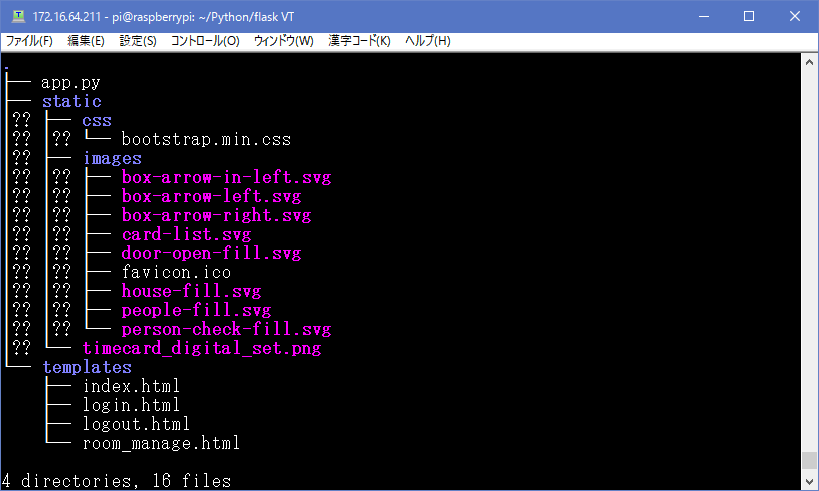 172.16.64.211 - pi@raspberrypi: ~/Python/flask VT
ファイル(F) 編集(E) 設定(S) コントロール(O) ウィンドウ(W) 漢字コード(K) ヘルプ(H)
.
├── app.py
├── static
│?? ├── css
│?? │?? └── bootstrap.min.css
│?? ├── images
│?? │?? ├── box-arrow-in-left.svg
│?? │?? ├── box-arrow-left.svg
│?? │?? ├── box-arrow-right.svg
│?? │?? ├── card-list.svg
│?? │?? ├── door-open-fill.svg
│?? │?? ├── favicon.ico
│?? │?? ├── house-fill.svg
│?? │?? ├── people-fill.svg
│?? │?? └── person-check-fill.svg
│?? └── timecard_digital_set.png
└── templates
    ├── index.html
    ├── login.html
    ├── logout.html
    └── room_manage.html
4 directories, 16 files